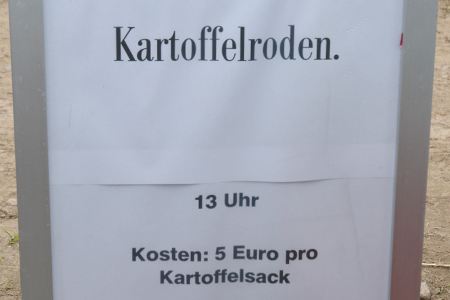 Kartoffelroden.
13 Uhr
Kosten: 5 Euro pro
Kartoffelsack